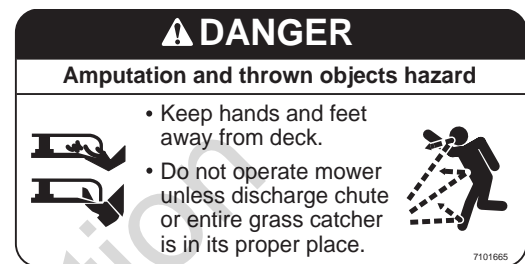 DANGER
Amputation and thrown objects hazard
• Keep hands and feet
away from deck.
• Do not operate mower
unless discharge chute
or entire grass catcher
is in its proper place.
7101665